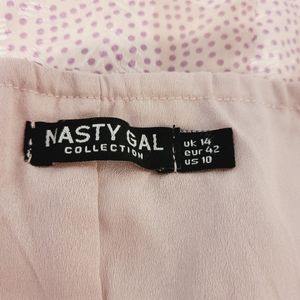 NASTY GAL
COLLECTION
uk 14
eur 42
us 10